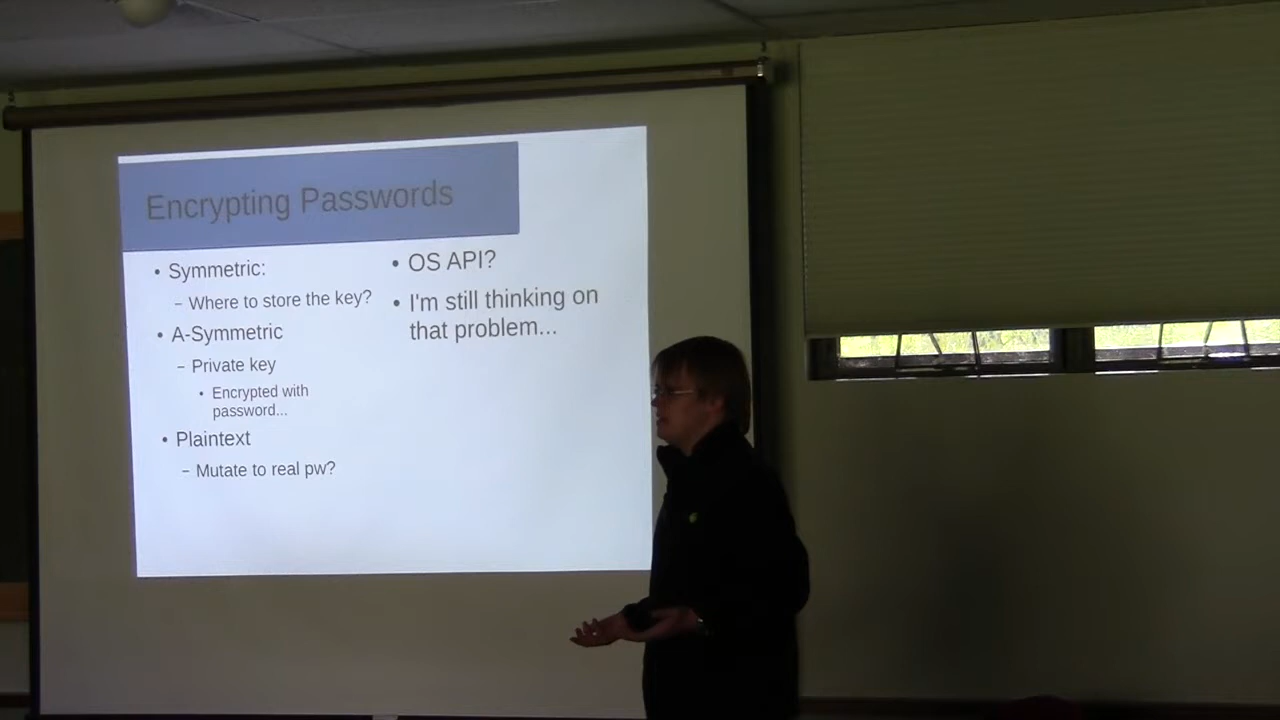 Encrypting Passwords
• Symmetric:
– Where to store the key?
• A-Symmetric
– Private key
• Encrypted with
password...
• Plaintext
– Mutate to real pw?
• OS API?
• I'm still thinking on
that problem...